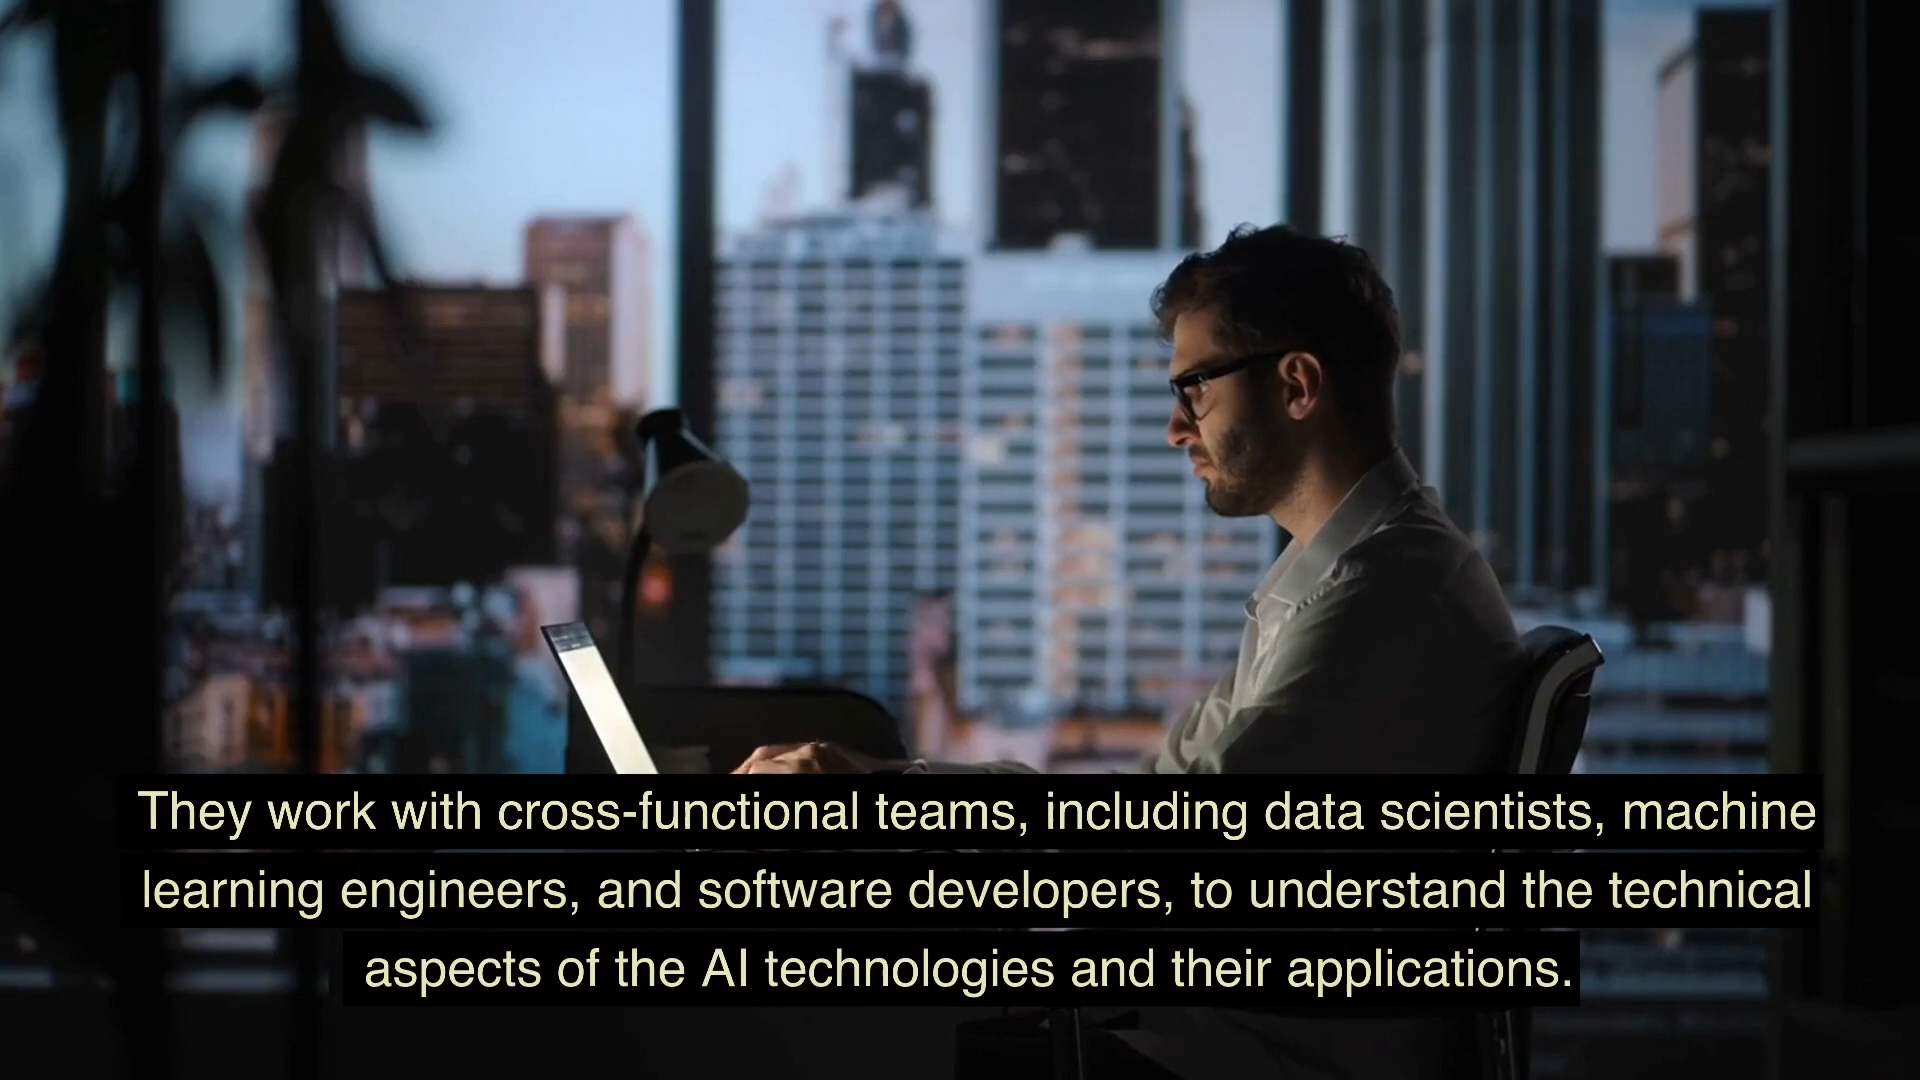 They work with cross-functional teams, including data scientists, machine
learning engineers, and software developers, to understand the technical
aspects of the AI technologies and their applications.